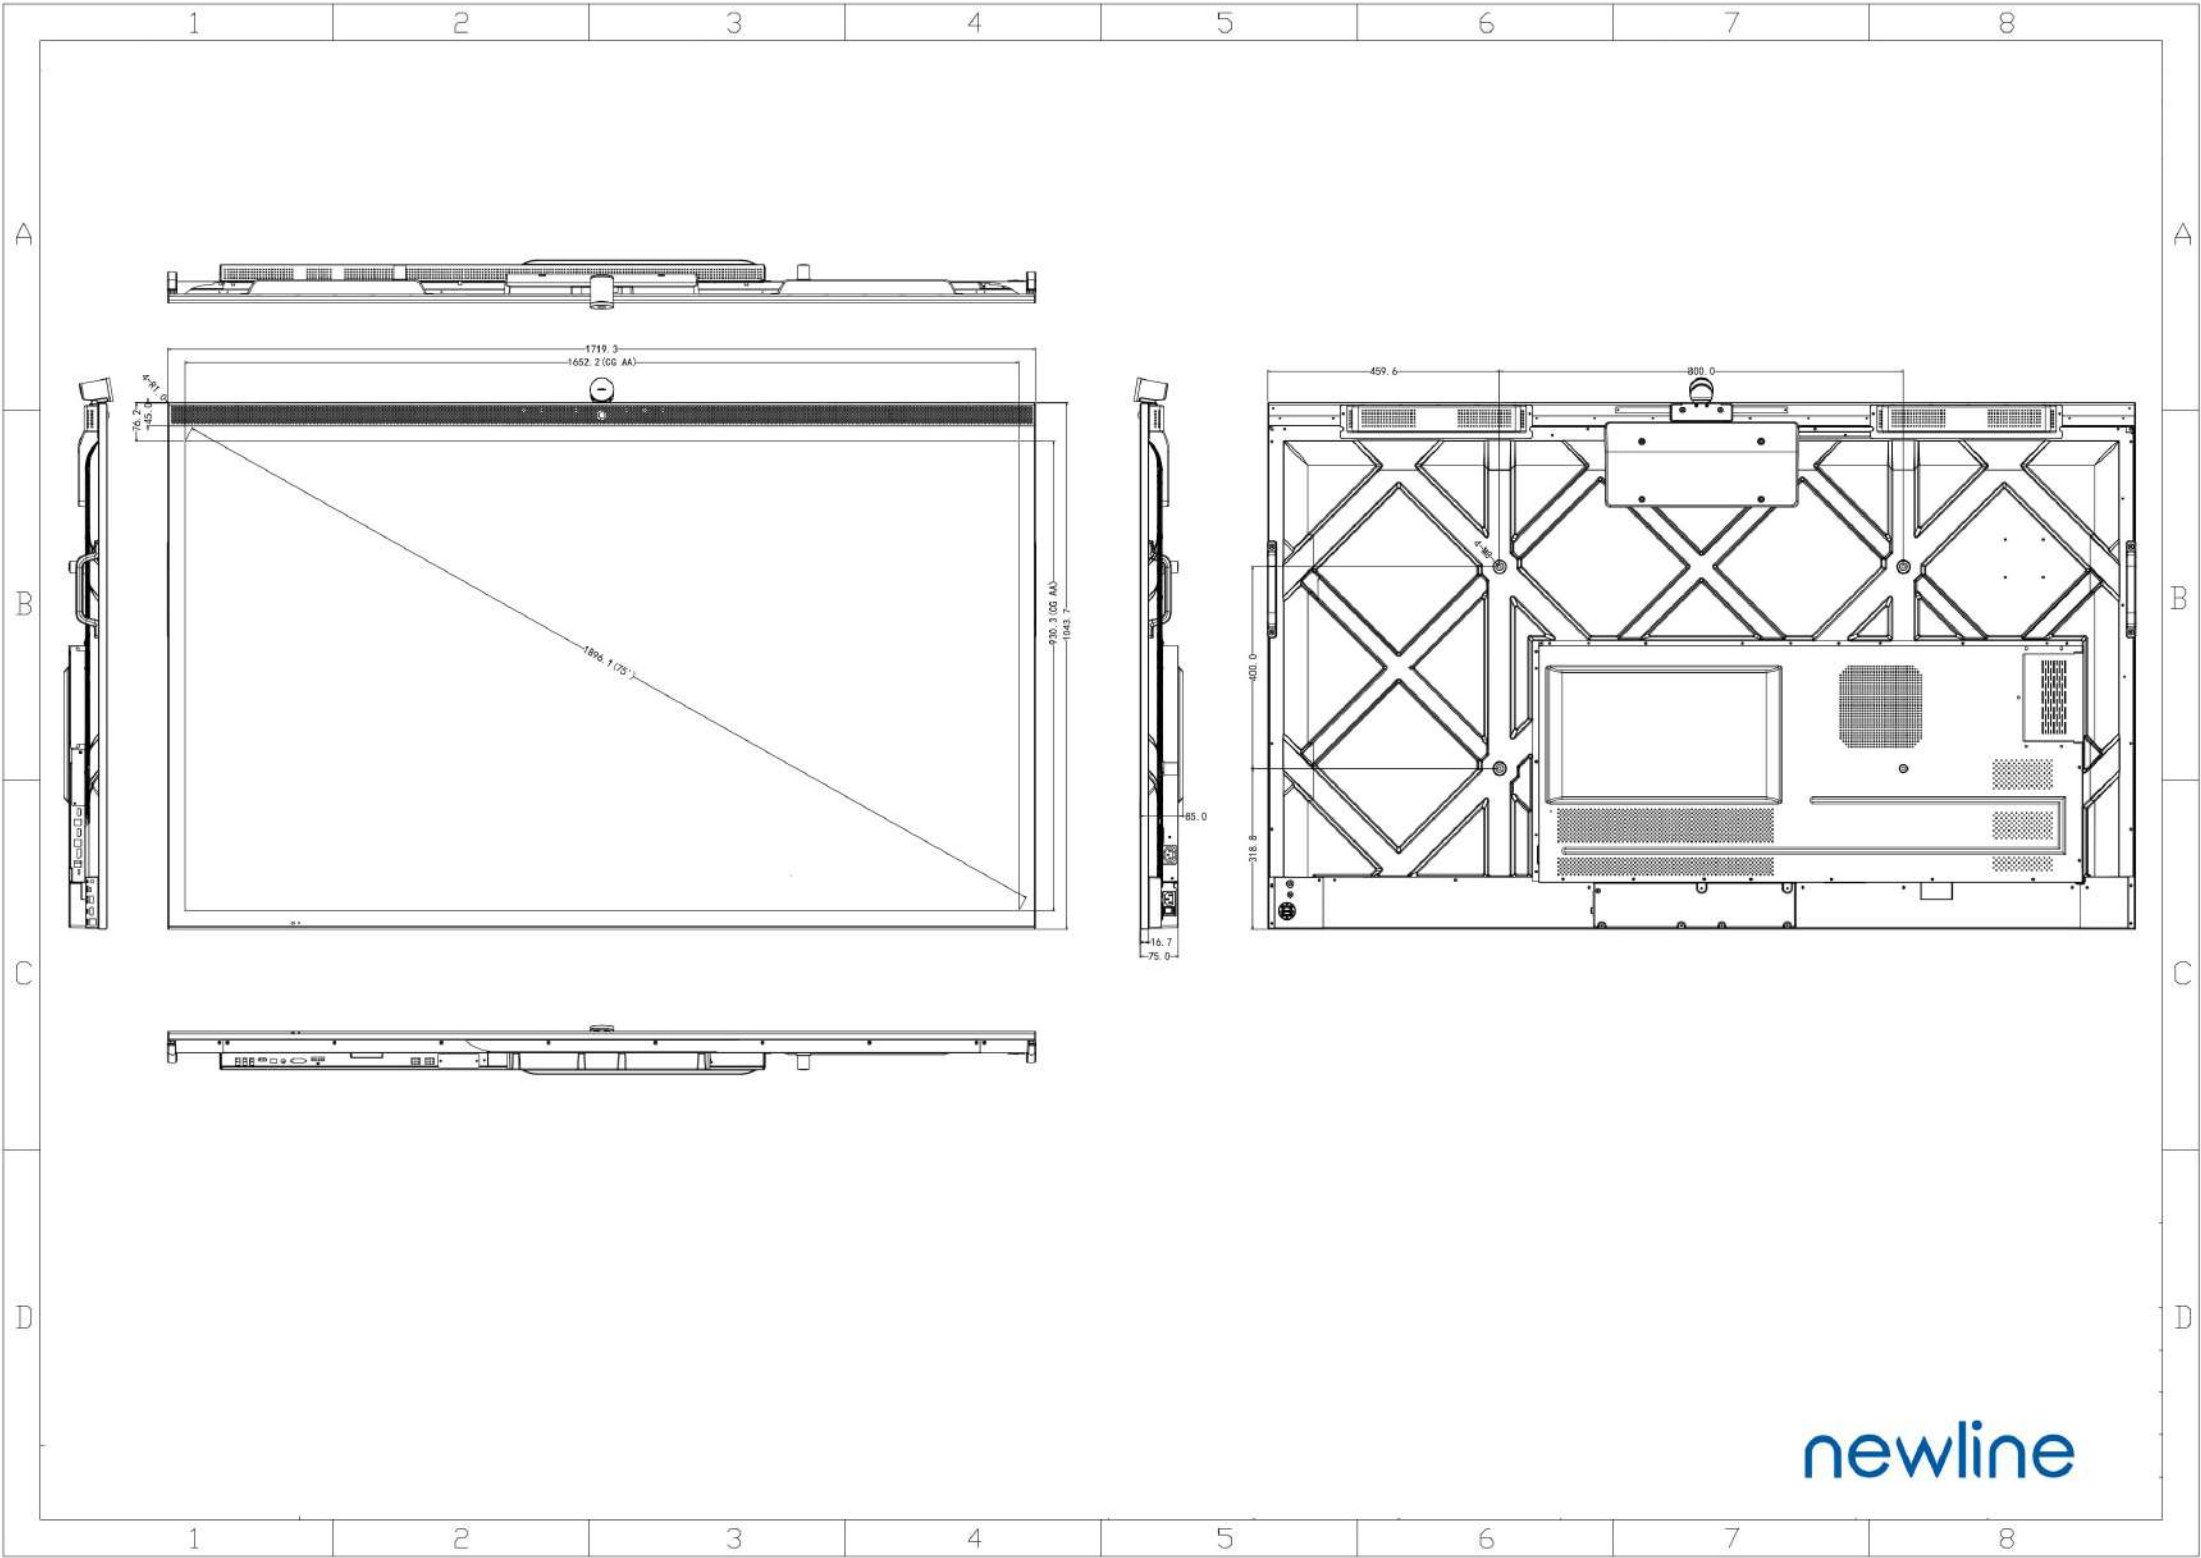 1 2 3 4 5 6 7 8
A A
1719.3
1652.2(CG AA)
459.6 800.0
4-R1.0
45.0
76.2
4-M8
B B
930.3(CG AA)
1043.7
1896.1(75")
400.0
85.0
318.8
16.7
75.0
C C
D D
newline
1 2 3 4 5 6 7 8